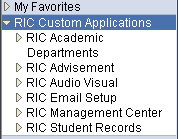 My Favorites
RIC Custom Applications
RIC Academic
Departments
RIC Advisement
RIC Audio Visual
RIC Email Setup
RIC Management Center
RIC Student Records